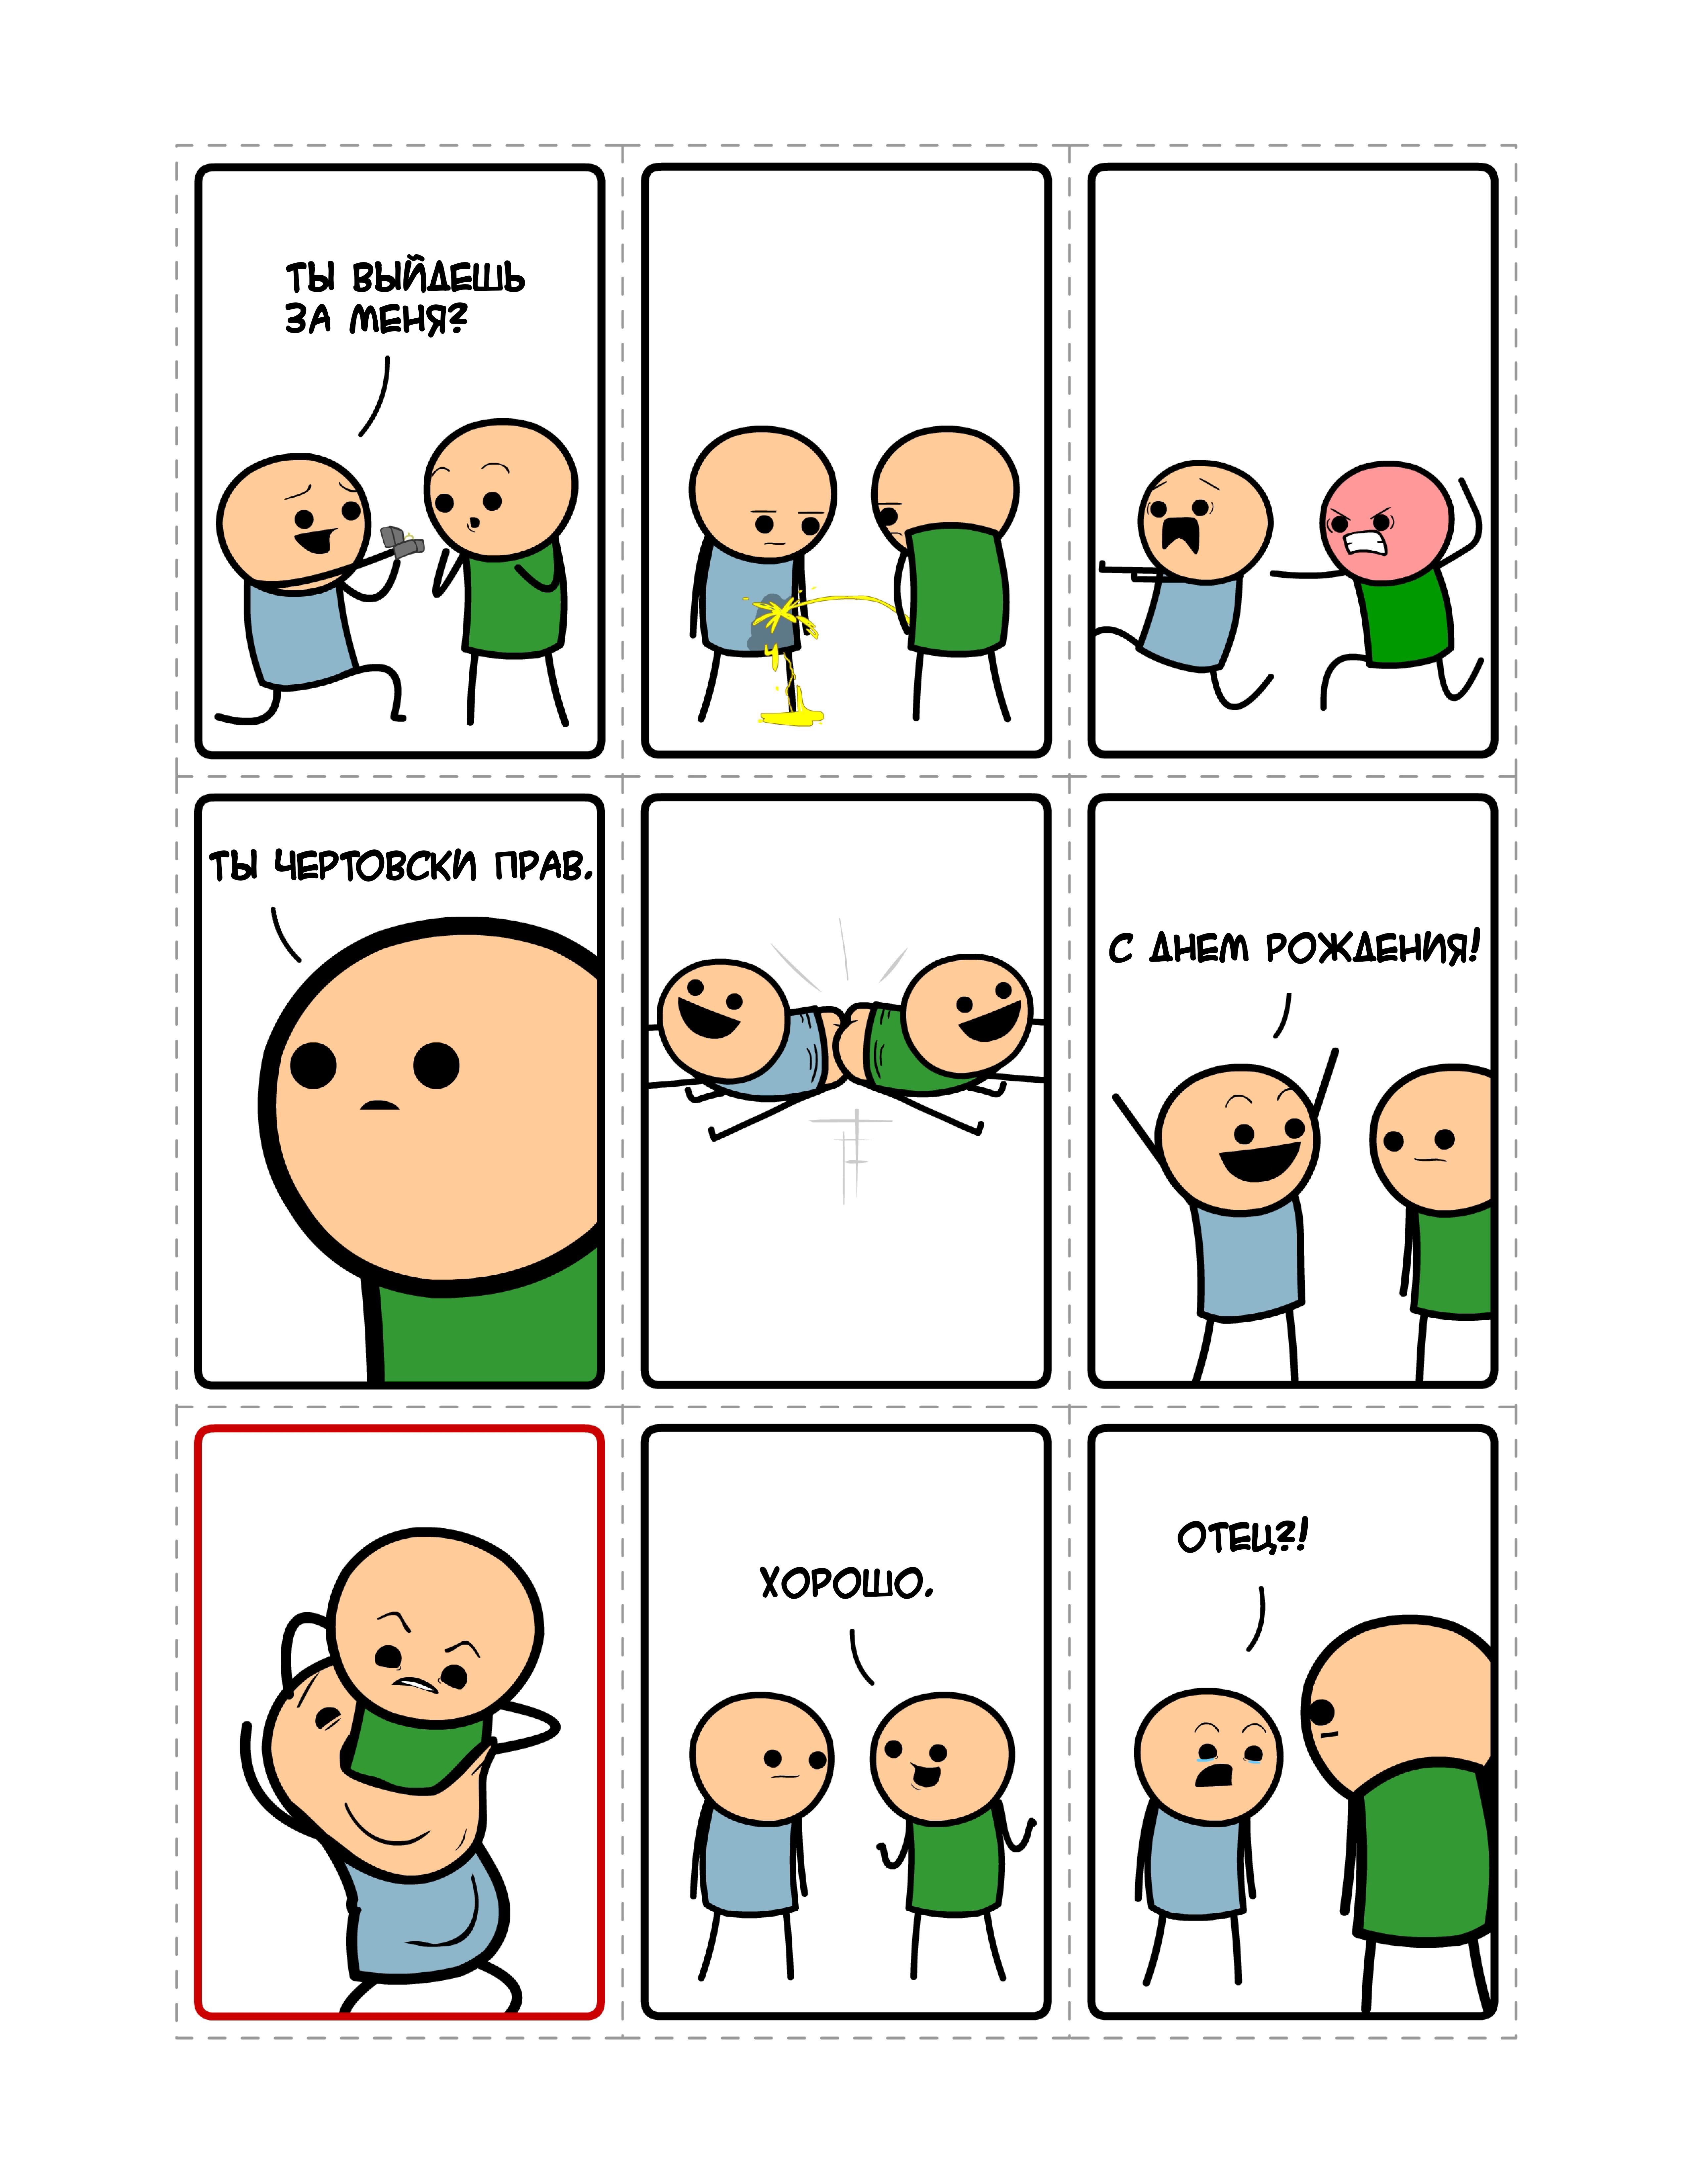 ТЫ ВЫЙДЕШЬ
ЗА МЕНЯ?
ТЫ ЧЕРТОВСКИ ПРАВ.
С ДНЕМ РОЖДЕНИЯ!
ХОРОШО.
ОТЕЦ?!